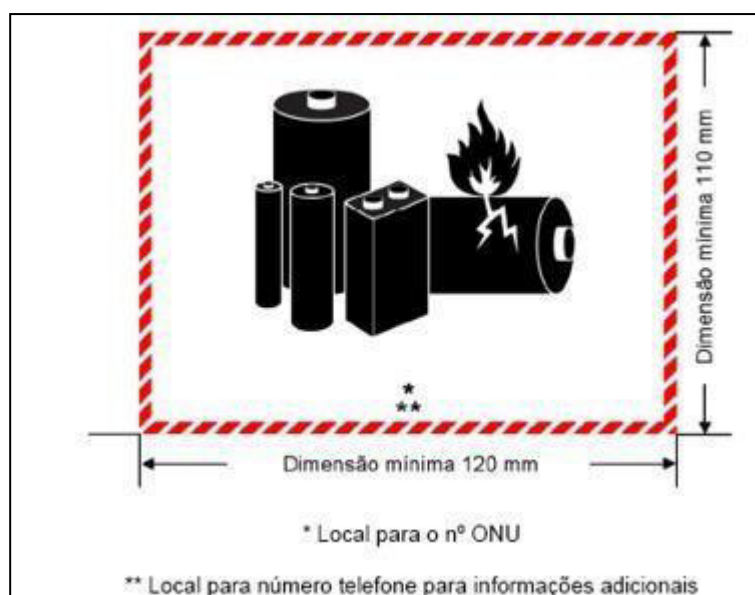 Dimensão mínima 110 mm
*
**
Dimensão mínima 120 mm
* Local para o nº ONU
** Local para número telefone para informações adicionais